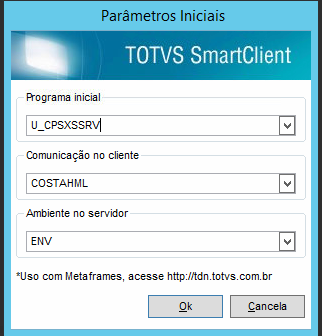 Parâmetros Iniciais
TOTVS SmartClient
Programa inicial
U_CPSXSSRV
Comunicação no cliente
COSTAHML
Ambiente no servidor
ENV
*Uso com Metaframes, acesse http://tdn.totvs.com.br
Ok Cancela